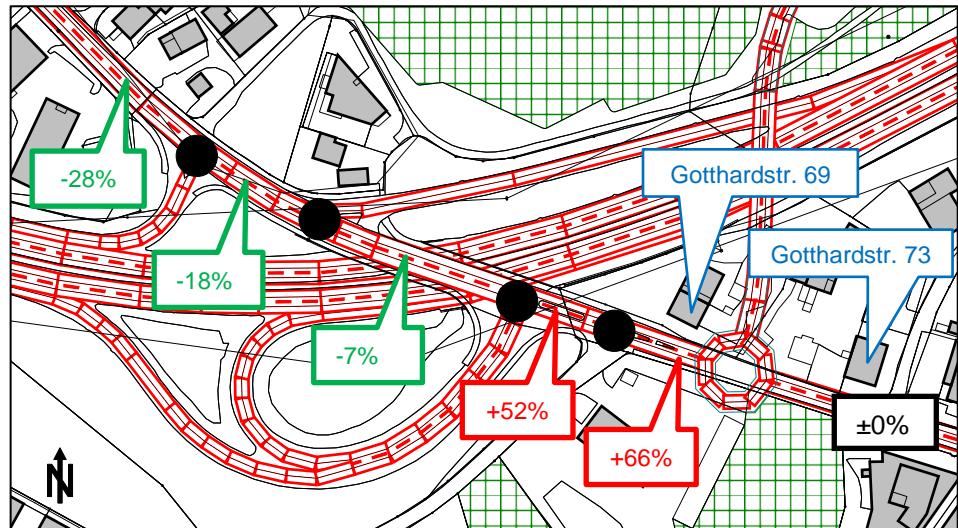 -28%
Gotthardstr. 69
Gotthardstr. 73
-18%
-7%
+52%
±0%
+66%
N